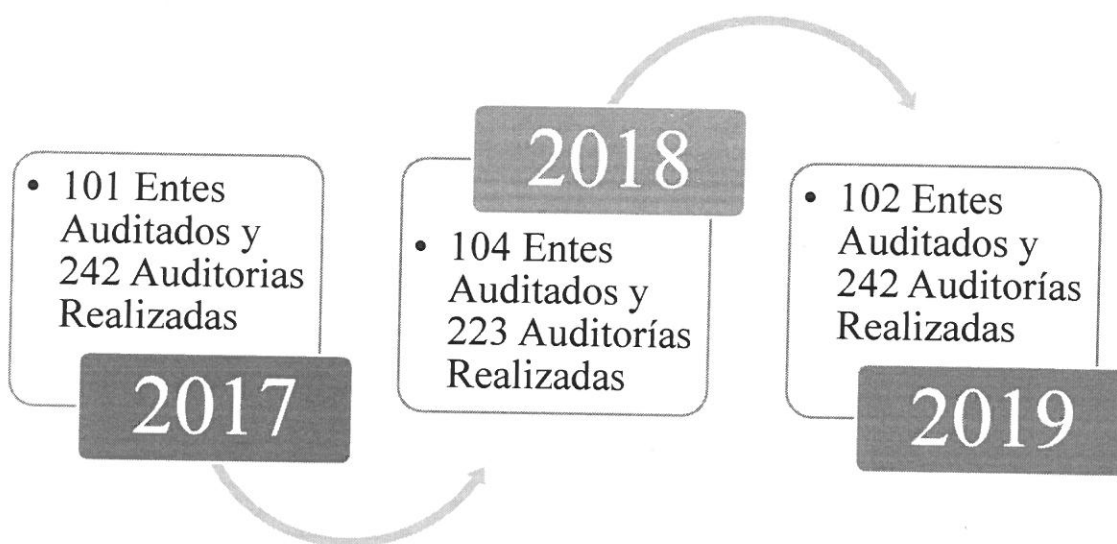 • 101 Entes
Auditados y
242 Auditorias
Realizadas
2017
2018
• 104 Entes
Auditados y
223 Auditorías
Realizadas
• 102 Entes
Auditados y
242 Auditorías
Realizadas
2019